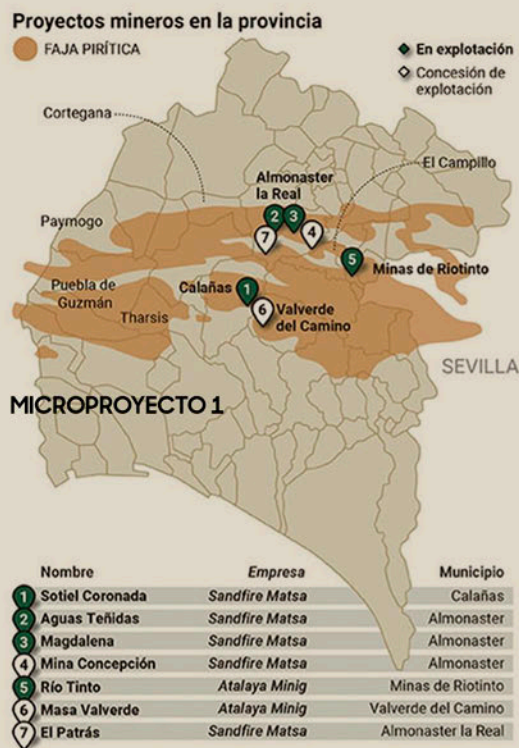 Proyectos mineros en la provincia
FAJA PIRÍTICA
En explotación
Concesión de
explotación
Cortegana
El Campillo
Almonaster
la Real
Paymogo
2
3
4
7
5
Minas de Riotinto
Puebla de
Guzmán
Calañas
1
Tharsis
6
Valverde
del Camino
SEVILLA
MICROPROYECTO 1
Nombre Empresa Municipio
1 Sotiel Coronada Sandfire Matsa Calañas
2 Aguas Teñidas Sandfire Matsa Almonaster
3 Magdalena Sandfire Matsa Almonaster
4 Mina Concepción Sandfire Matsa Almonaster
5 Río Tinto Atalaya Minig Minas de Riotinto
6 Masa Valverde Atalaya Minig Valverde del Camino
7 El Patrás Sandfire Matsa Almonaster la Real